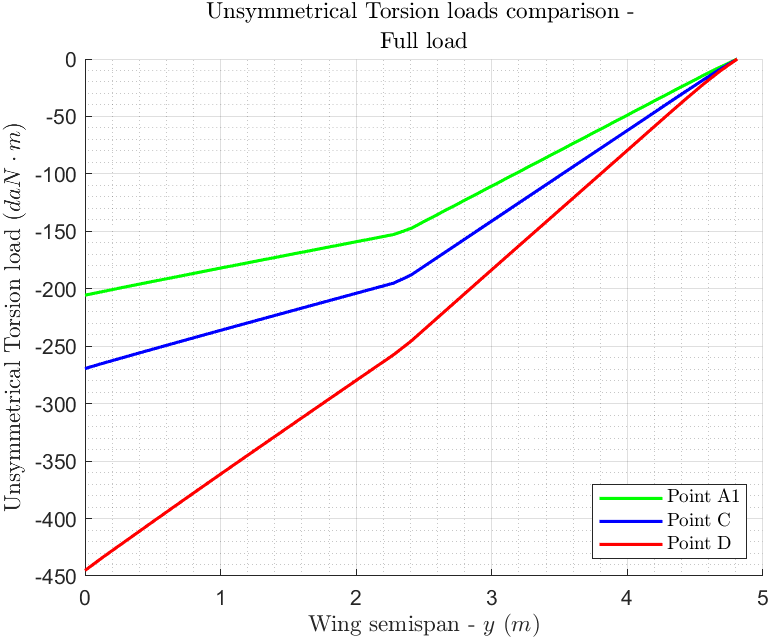 Unsymmetrical Torsion loads comparison -
Full load
Unsymmetrical Torsion load (daN · m)
0
-50
-100
-150
-200
-250
-300
-350
-400
-450
Point A1
Point C
Point D
0 1 2 3 4 5
Wing semispan - y (m)